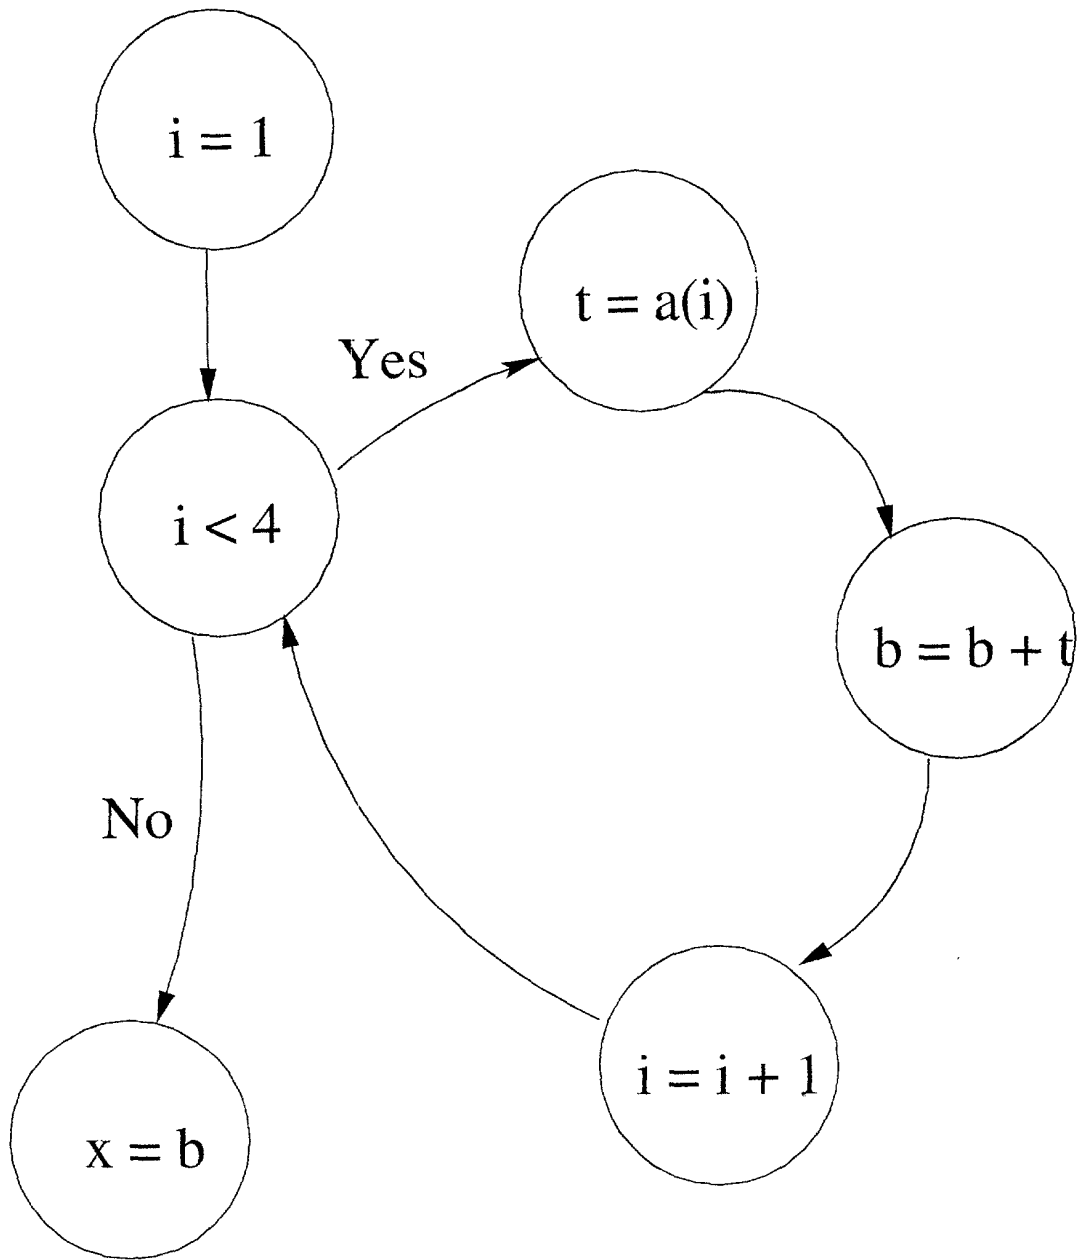 i = 1
t = a(i)
Yes
i < 4
b = b + t
No
i = i + 1
x = b